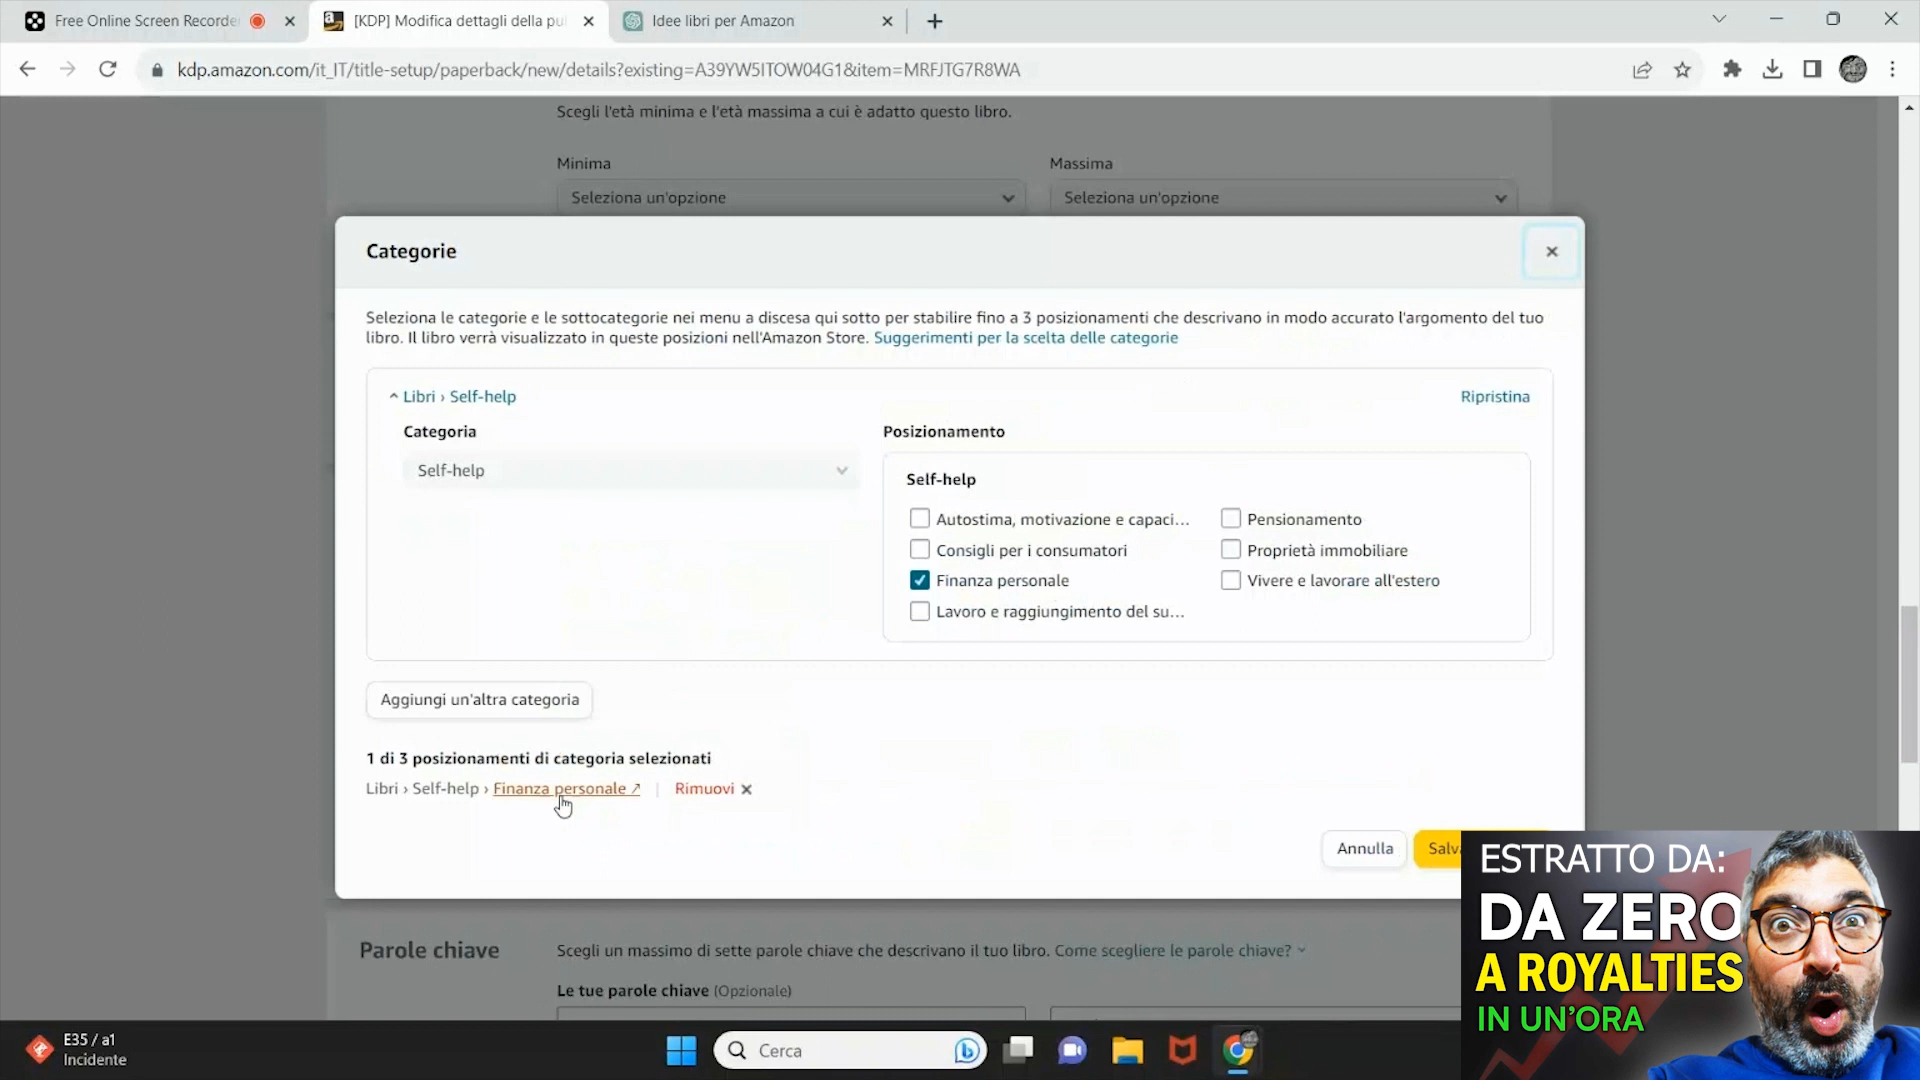 Free Online Screen Recorde
[KDP] Modifica dettagli della pu
Idee libri per Amazon
kdp.amazon.com/it_IT/title-setup/paperback/new/details?existing=A39YW5ITOW04G1&item=MRFJTG7R8WA
Scegli l'età minima e l'età massima a cui è adatto questo libro.
Minima
Massima
Seleziona un'opzione
Seleziona un'opzione
Categorie
Seleziona le categorie e le sottocategorie nei menu a discesa qui sotto per stabilire fino a 3 posizionamenti che descrivano in modo accurato l'argomento del tuo
libro. Il libro verrà visualizzato in queste posizioni nell'Amazon Store. Suggerimenti per la scelta delle categorie
Libri › Self-help
Ripristina
Categoria
Posizionamento
Self-help
Self-help
Autostima, motivazione e capaci...
Pensionamento
Consigli per i consumatori
Proprietà immobiliare
Finanza personale
Vivere e lavorare all'estero
Lavoro e raggiungimento del su...
Aggiungi un'altra categoria
1 di 3 posizionamenti di categoria selezionati
Libri › Self-help › Finanza personale ↗ | Rimuovi ×
Annulla
Salv
Parole chiave
Scegli un massimo di sette parole chiave che descrivano il tuo libro. Come scegliere le parole chiave?
Le tue parole chiave (Opzionale)
ESTRATTO DA:
DA ZERO
A ROYALTIES
IN UN'ORA
E35 / a1
Incidente
Cerca